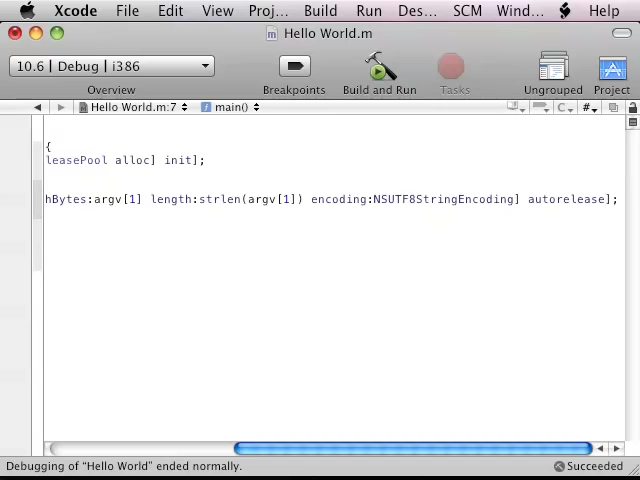 Xcode File Edit View Proj... Build Run Des... SCM Wind... Help
Hello World.m
10.6 | Debug | i386
Overview Breakpoints Build and Run Tasks Ungrouped Project
Hello World.m:7 main() C #
{
leasePool alloc] init];
hBytes:argv[1] length:strlen(argv[1]) encoding:NSUTF8StringEncoding] autorelease];
Debugging of “Hello World” ended normally. Succeeded